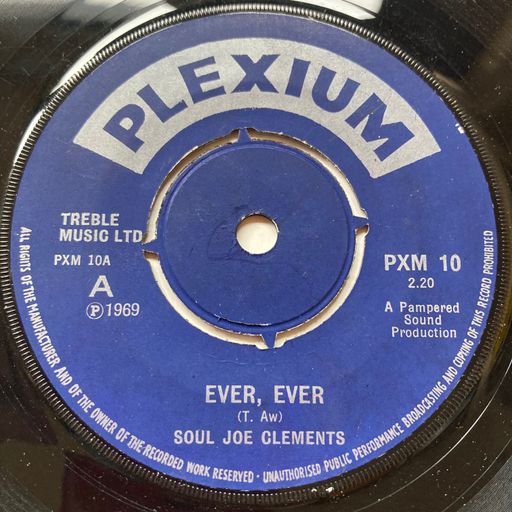 PLEXIUM
TREBLE
MUSIC LTD
PXM 10A
A
Ⓟ 1969
PXM 10
2.20
A Pampered
Sound
Production
EVER, EVER
(T. Aw)
SOUL JOE CLEMENTS
ALL RIGHTS OF THE MANUFACTURER AND OF THE OWNER OF THE RECORDED WORK RESERVED - UNAUTHORISED PUBLIC PERFORMANCE BROADCASTING AND COPYING OF THIS RECORD PROHIBITED